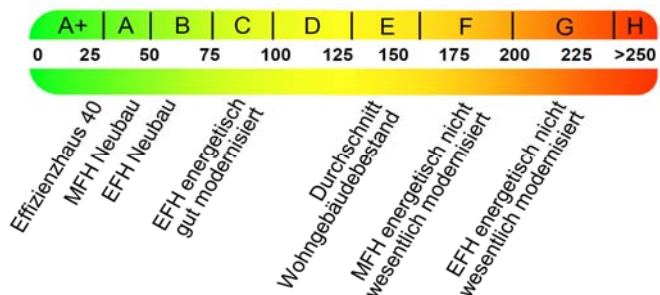 A+ A B C D E F G H
0 25 50 75 100 125 150 175 200 225 >250
Effizienzhaus 40
MFH Neubau
EFH Neubau
EFH energetisch
gut modernisiert
Durchschnitt
Wohngebäudebestand
MFH energetisch nicht
wesentlich modernisiert
EFH energetisch nicht
wesentlich modernisiert